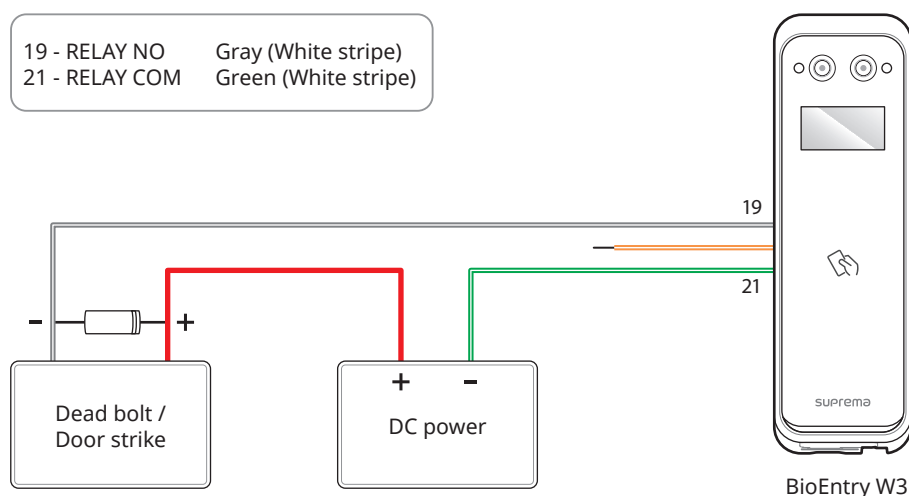 19 - RELAY NO Gray (White stripe)
21 - RELAY COM Green (White stripe)
19
21
- +
+ -
Dead bolt /
Door strike
DC power
suprema
BioEntry W3